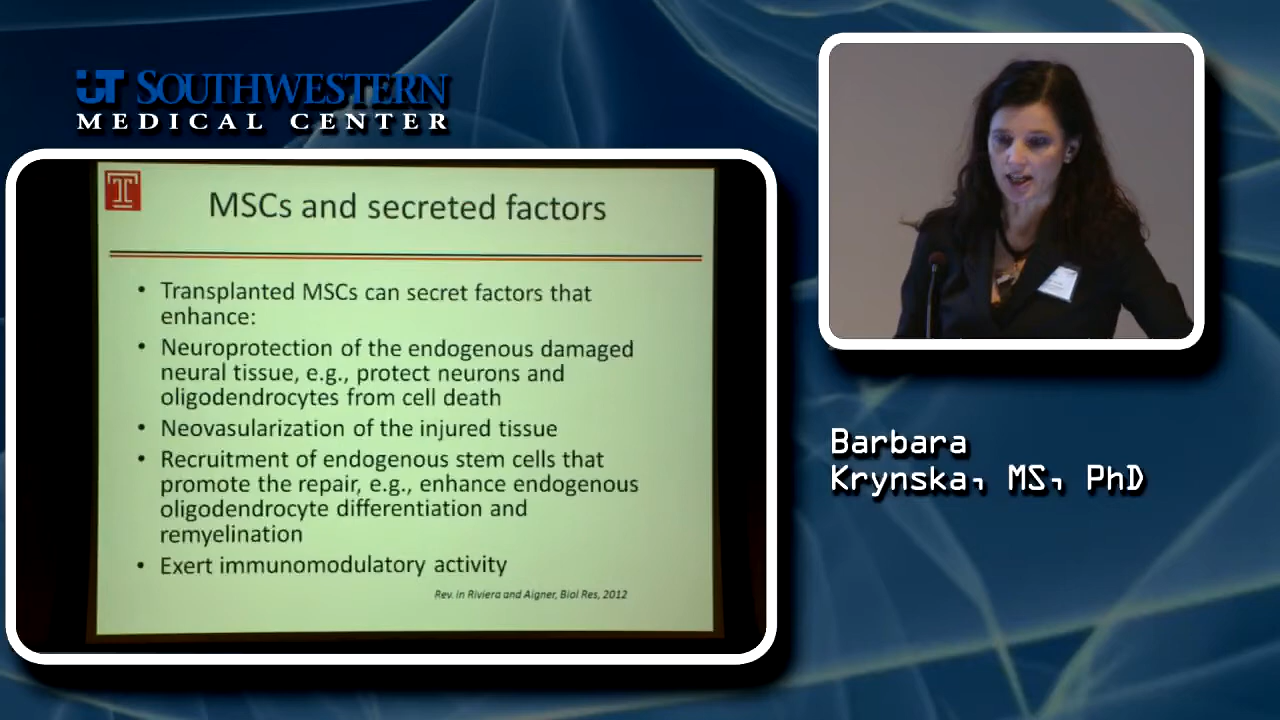 UT SOUTHWESTERN
MEDICAL CENTER
T
MSCs and secreted factors
• Transplanted MSCs can secret factors that
enhance:
• Neuroprotection of the endogenous damaged
neural tissue, e.g., protect neurons and
oligodendrocytes from cell death
• Neovasularization of the injured tissue
• Recruitment of endogenous stem cells that
promote the repair, e.g., enhance endogenous
oligodendrocyte differentiation and
remyelination
• Exert immunomodulatory activity
Rev. in Riviera and Aigner, Biol Res, 2012
Barbara
Krynska, MS, PhD